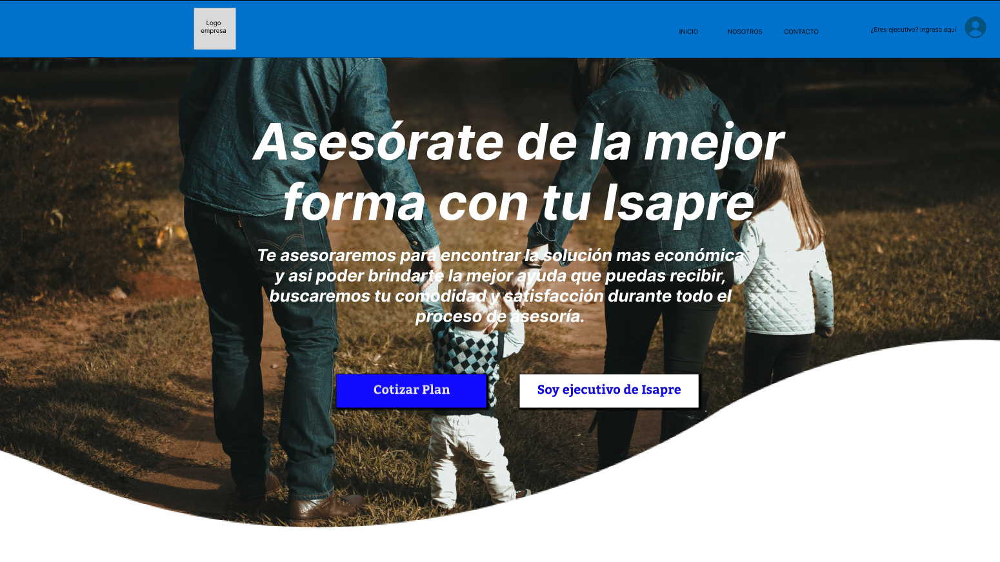 Logo
empresa
INICIO
NOSOTROS
CONTACTO
¿Eres ejecutivo? Ingresa aquí
Asesórate de la mejor
forma con tu Isapre
Te asesoraremos para encontrar la solución mas económica
y asi poder brindarte la mejor ayuda que puedas recibir,
buscaremos tu comodidad y satisfacción durante todo el
proceso de asesoría.
Cotizar Plan
Soy ejecutivo de Isapre